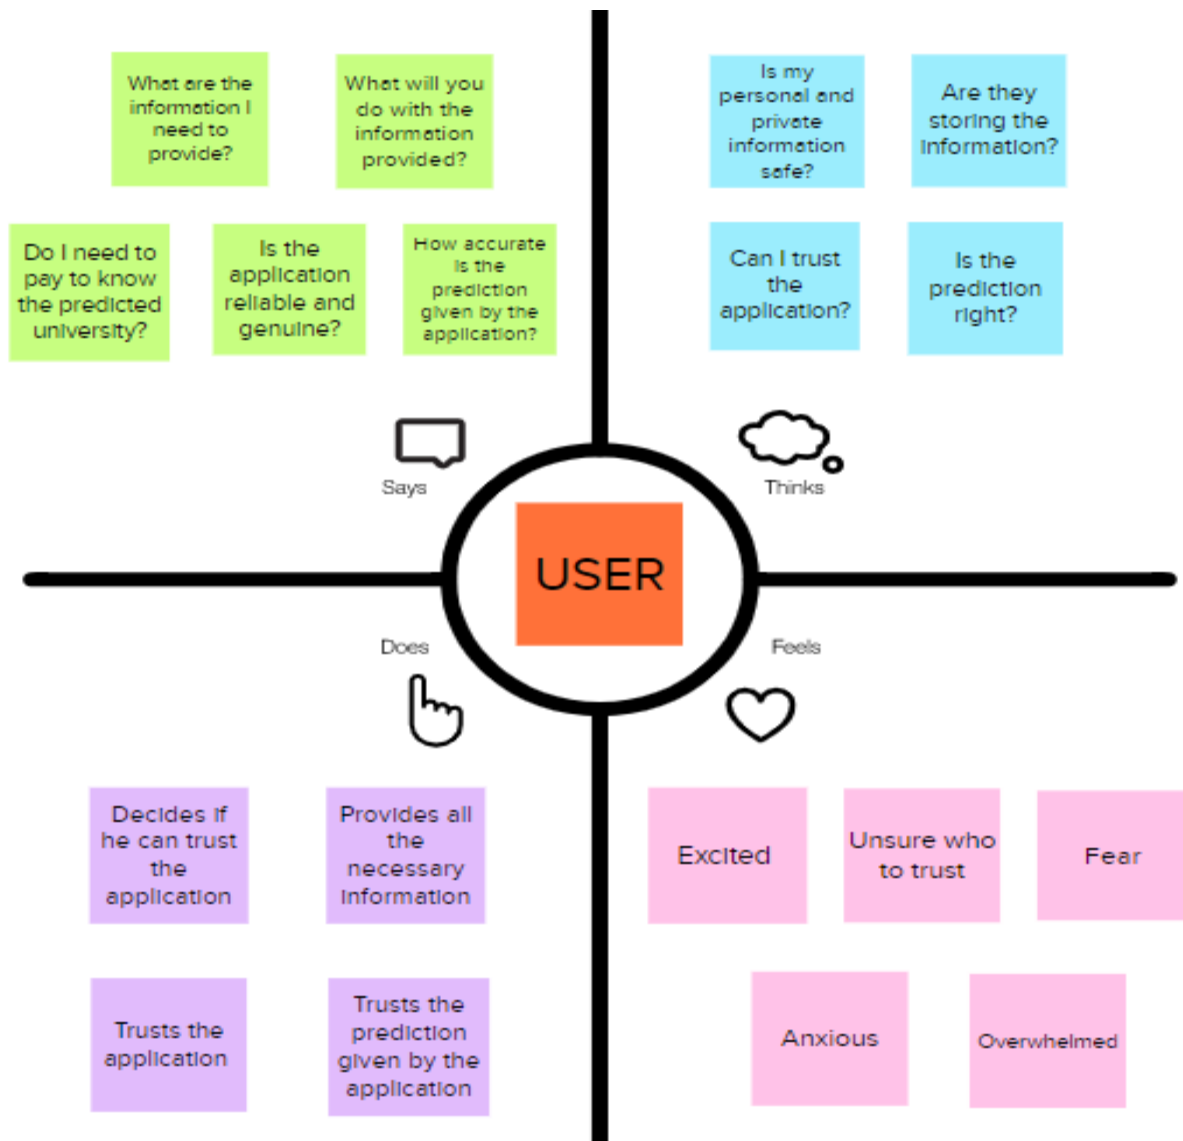 What are the
information I
need to
provide?
What will you
do with the
information
provided?
Do I need to
pay to know
the predicted
university?
Is the
application
reliable and
genuine?
How accurate
is the
prediction
given by the
application?
Says
Is my
personal and
private
information
safe?
Are they
storing the
information?
Can I trust
the
application?
Is the
prediction
right?
Thinks
USER
Does
Decides if
he can trust
the
application
Provides all
the
necessary
information
Trusts the
application
Trusts the
prediction
given by the
application
Feels
Excited
Unsure who
to trust
Fear
Anxious
Overwhelmed